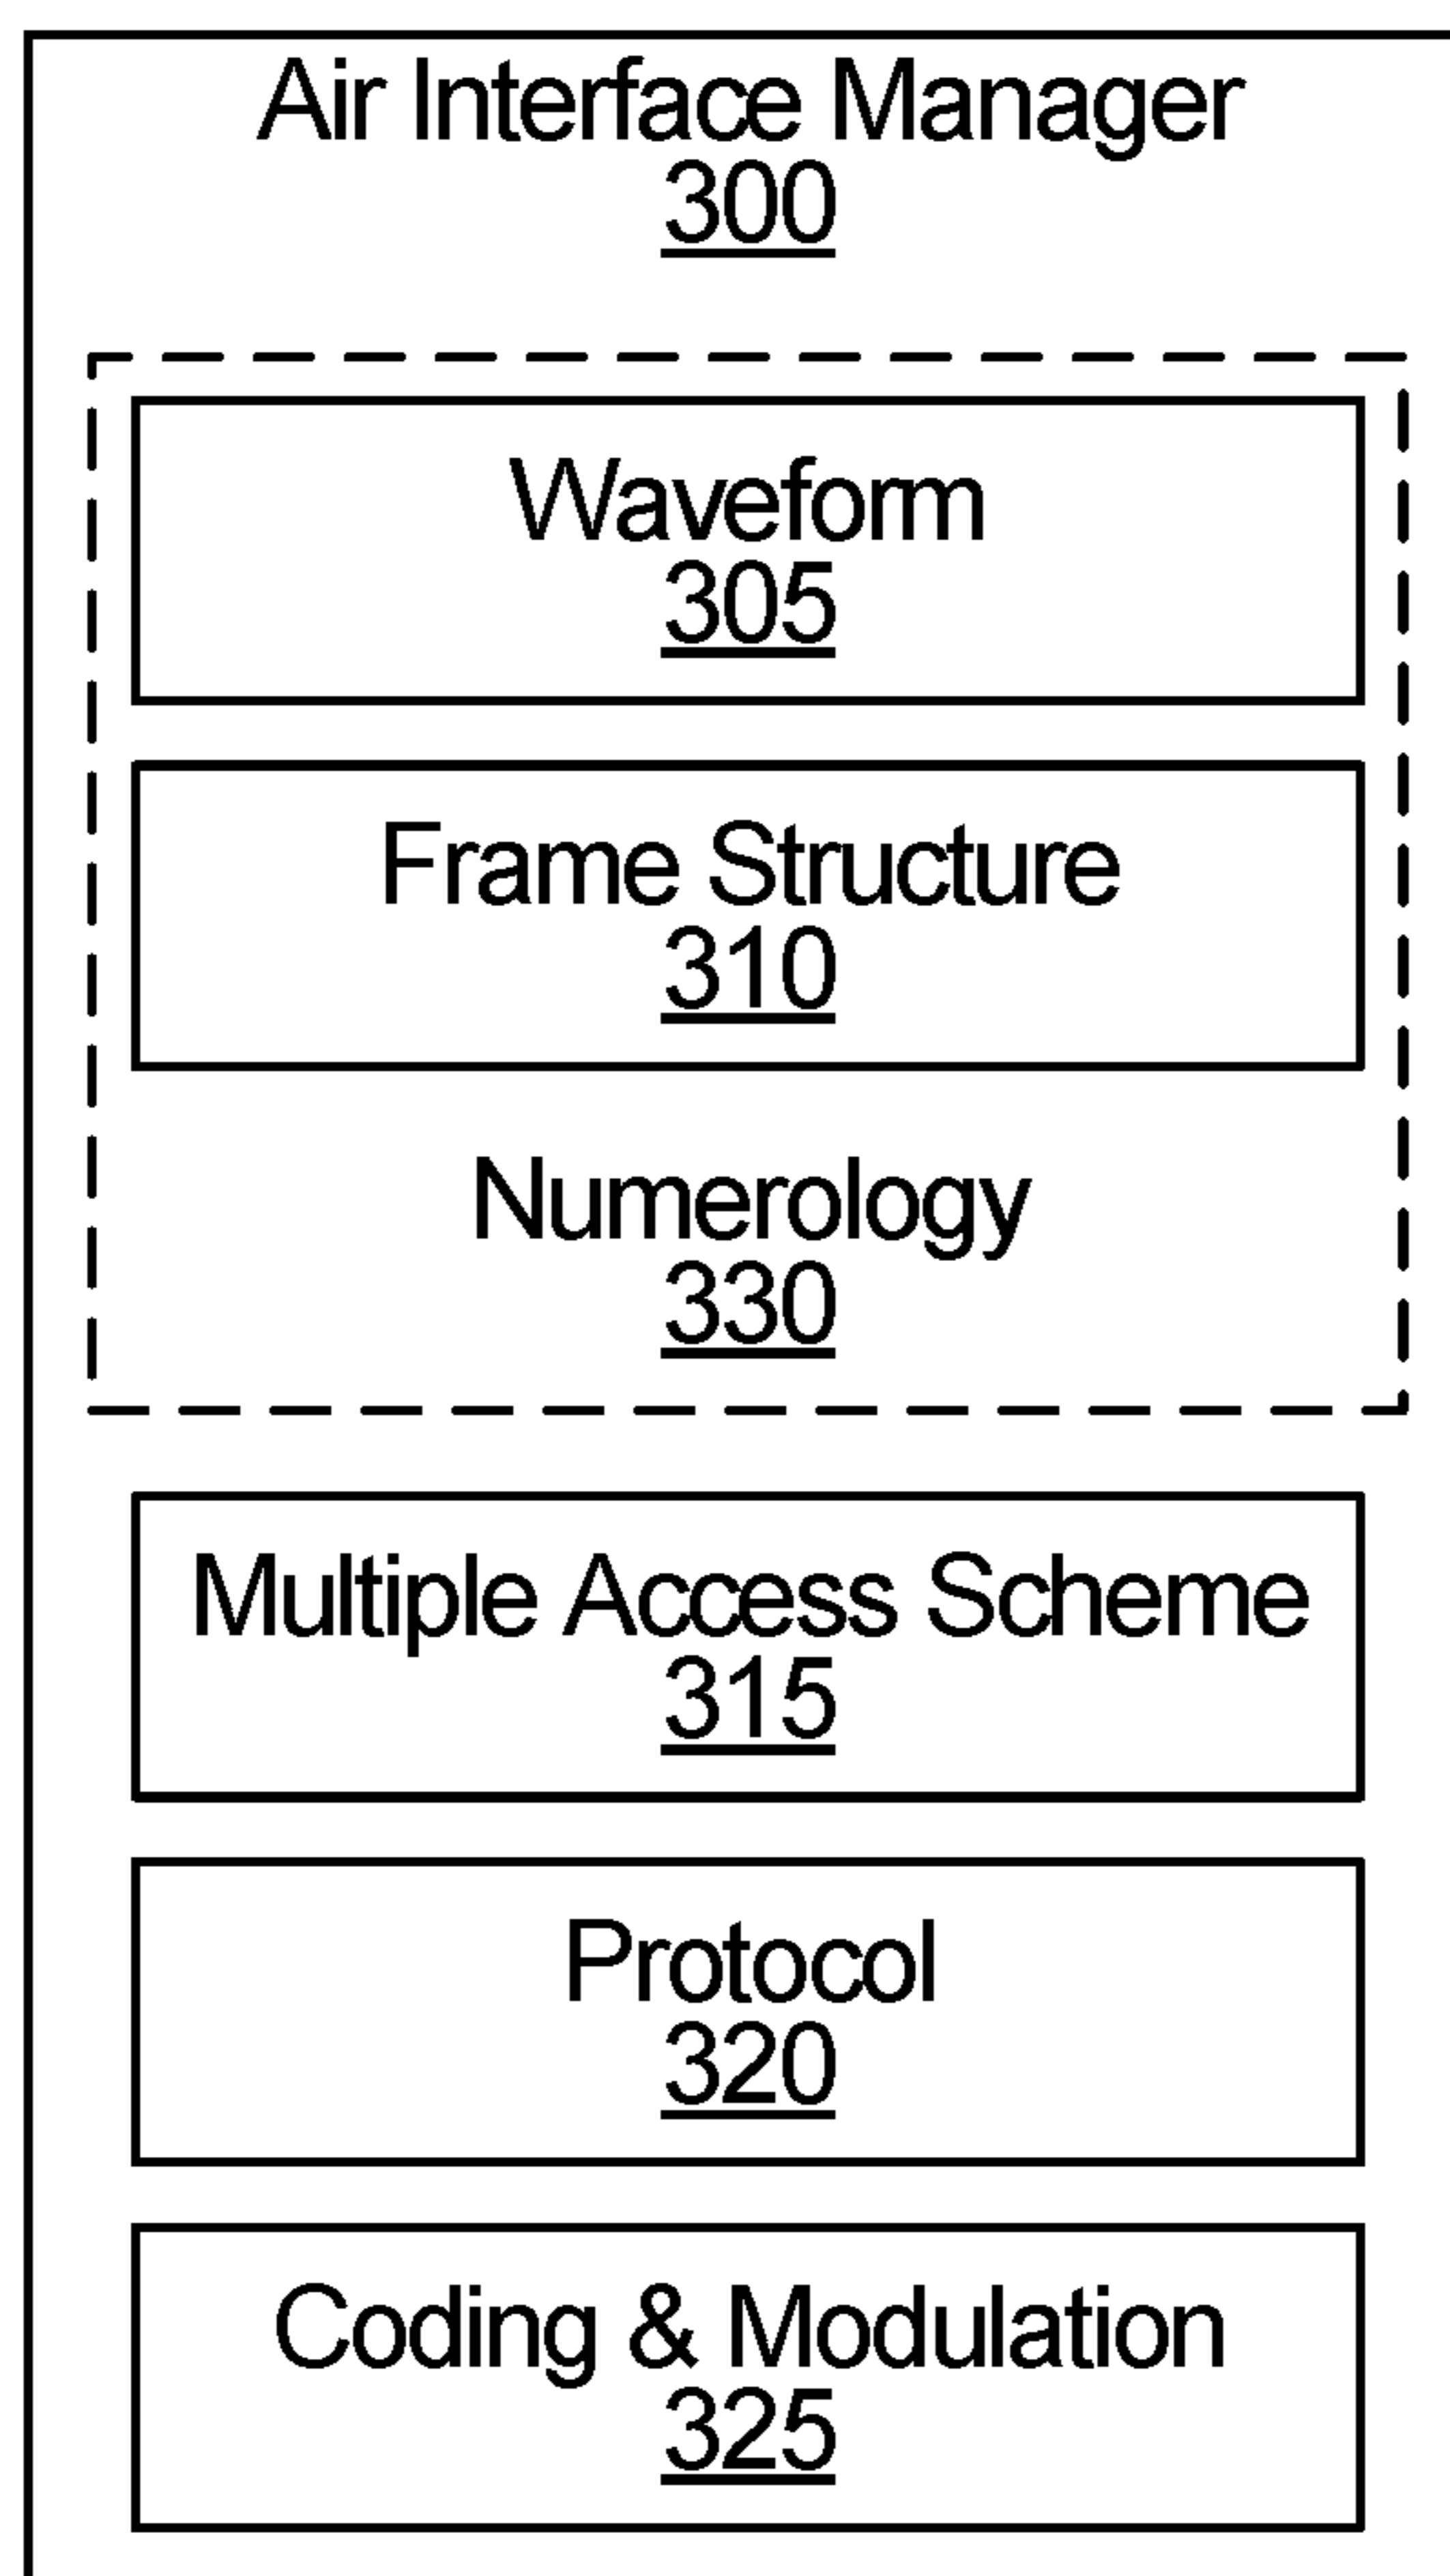 Air Interface Manager
300
Waveform
305
Frame Structure
310
Numerology
330
Multiple Access Scheme
315
Protocol
320
Coding & Modulation
325